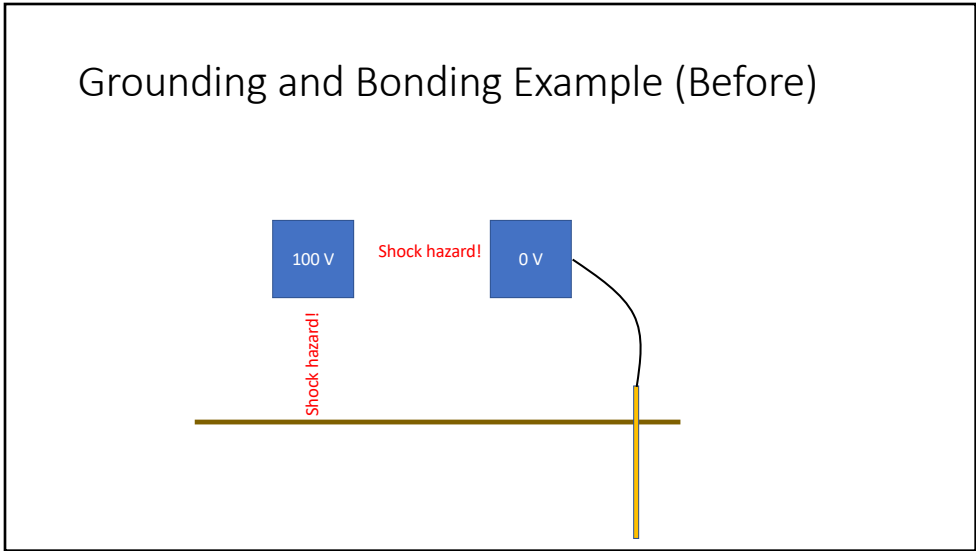 Grounding and Bonding Example (Before)
100 V
Shock hazard!
0 V
Shock hazard!